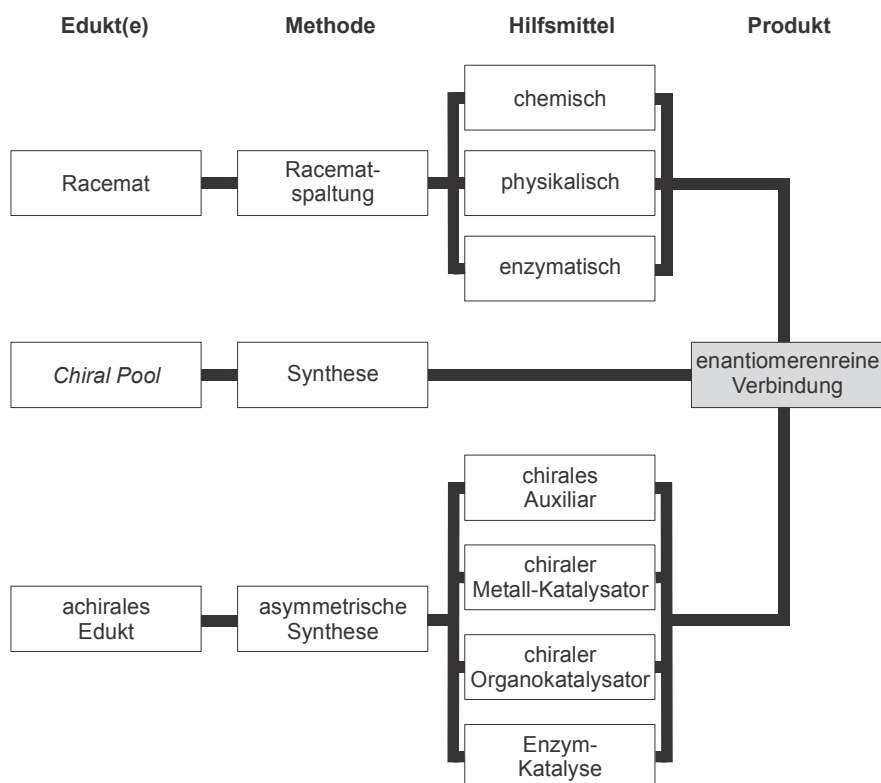 Edukt(e) Methode Hilfsmittel Produkt
chemisch
Racemat
Racemat-
spaltung
physikalisch
enzymatisch
Chiral Pool
Synthese
enantiomerenreine
Verbindung
chirales
Auxiliar
chiraler
Metall-Katalysator
achirales
Edukt
asymmetrische
Synthese
chiraler
Organokatalysator
Enzym-
Katalyse